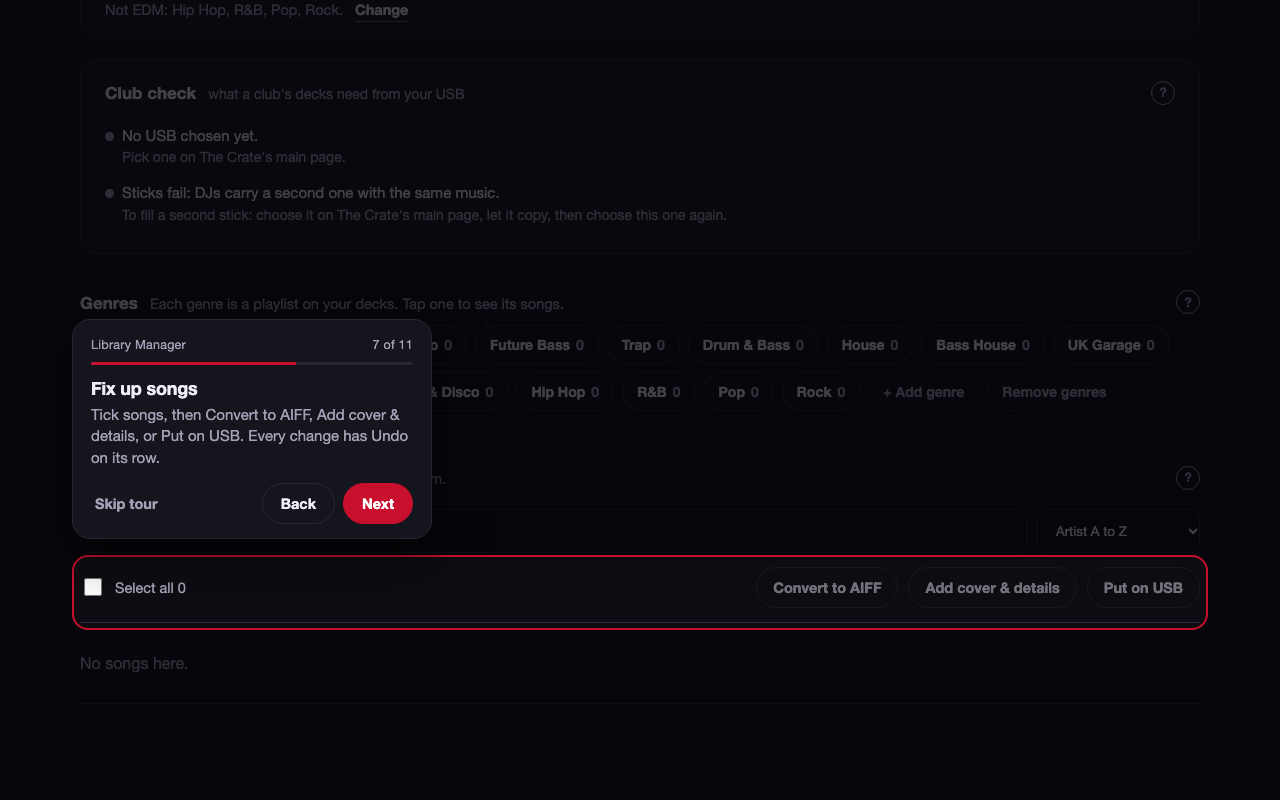 Not EDM: Hip Hop, R&B, Pop, Rock. Change
Club check what a club's decks need from your USB
?
No USB chosen yet.
Pick one on The Crate's main page.
Sticks fail: DJs carry a second one with the same music.
To fill a second stick: choose it on The Crate's main page, let it copy, then choose this one again.
Genres Each genre is a playlist on your decks. Tap one to see its songs.
?
Library Manager 7 of 11
Fix up songs
Tick songs, then Convert to AIFF, Add cover &
details, or Put on USB. Every change has Undo
on its row.
Skip tour Back Next
0 Future Bass 0 Trap 0 Drum & Bass 0 House 0 Bass House 0 UK Garage 0
& Disco 0 Hip Hop 0 R&B 0 Pop 0 Rock 0 + Add genre Remove genres
?
Artist A to Z
Select all 0 Convert to AIFF Add cover & details Put on USB
No songs here.